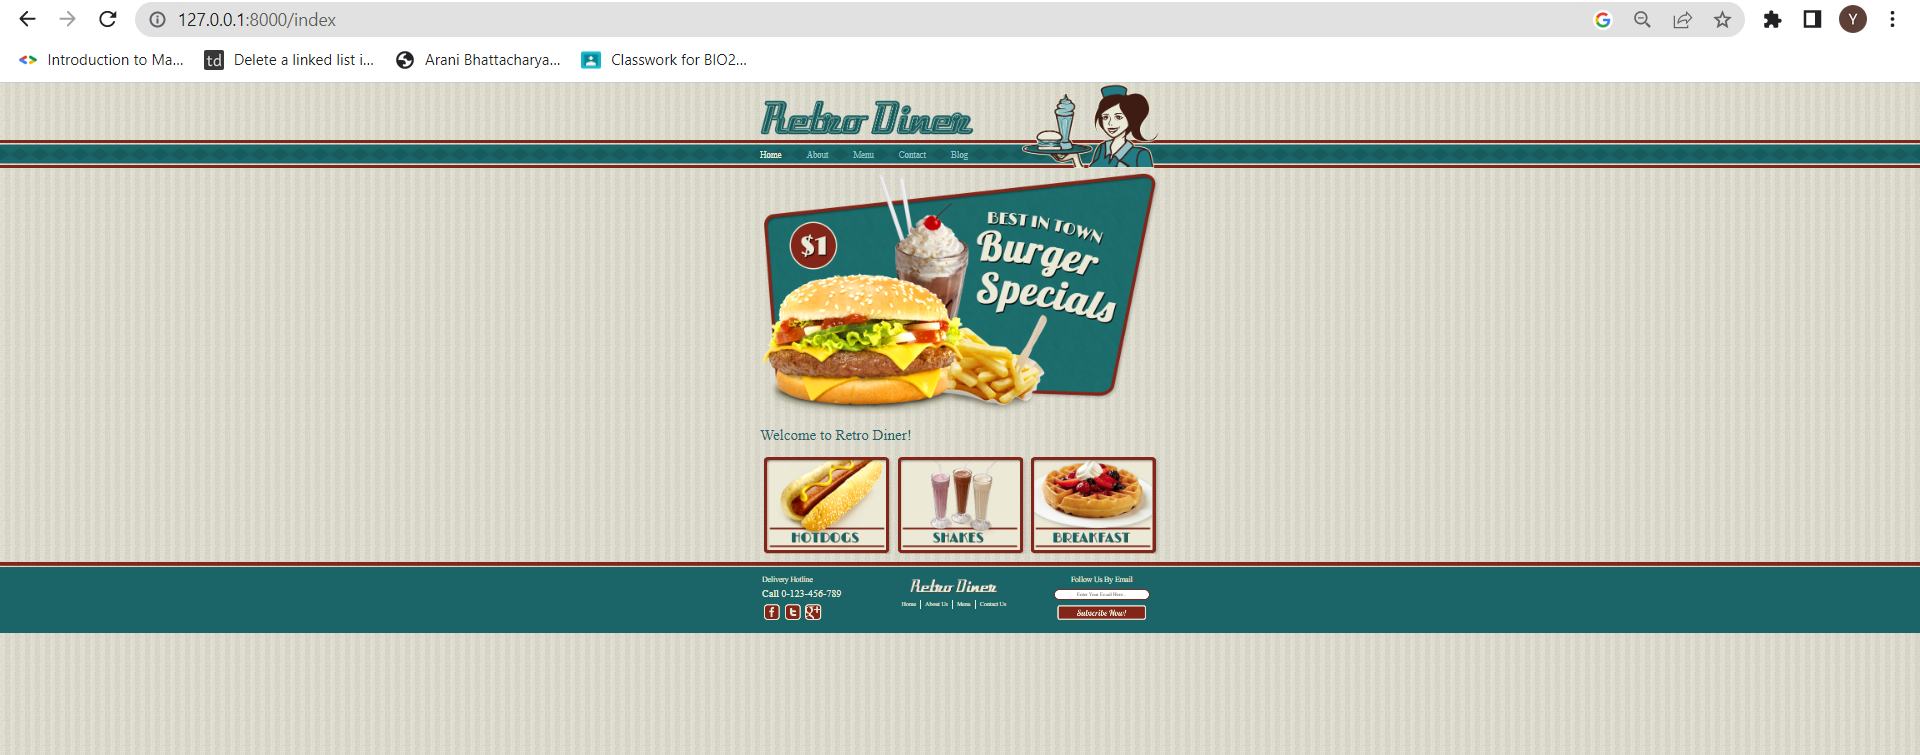 127.0.0.1:8000/index
Y
Introduction to Ma...
td
Delete a linked list i...
Arani Bhattacharya...
Classwork for BIO2...
Retro Diner
Home About Menu Contact Blog
$1
BEST IN TOWN
Burger
Specials
Welcome to Retro Diner!
HOTDOGS
SHAKES
BREAKFAST
Delivery Hotline
Call 0-123-456-789
f t g+
Retro Diner
Home About Us Menu Contact Us
Follow Us By Email
Enter Your Email Here...
Subscribe Now!